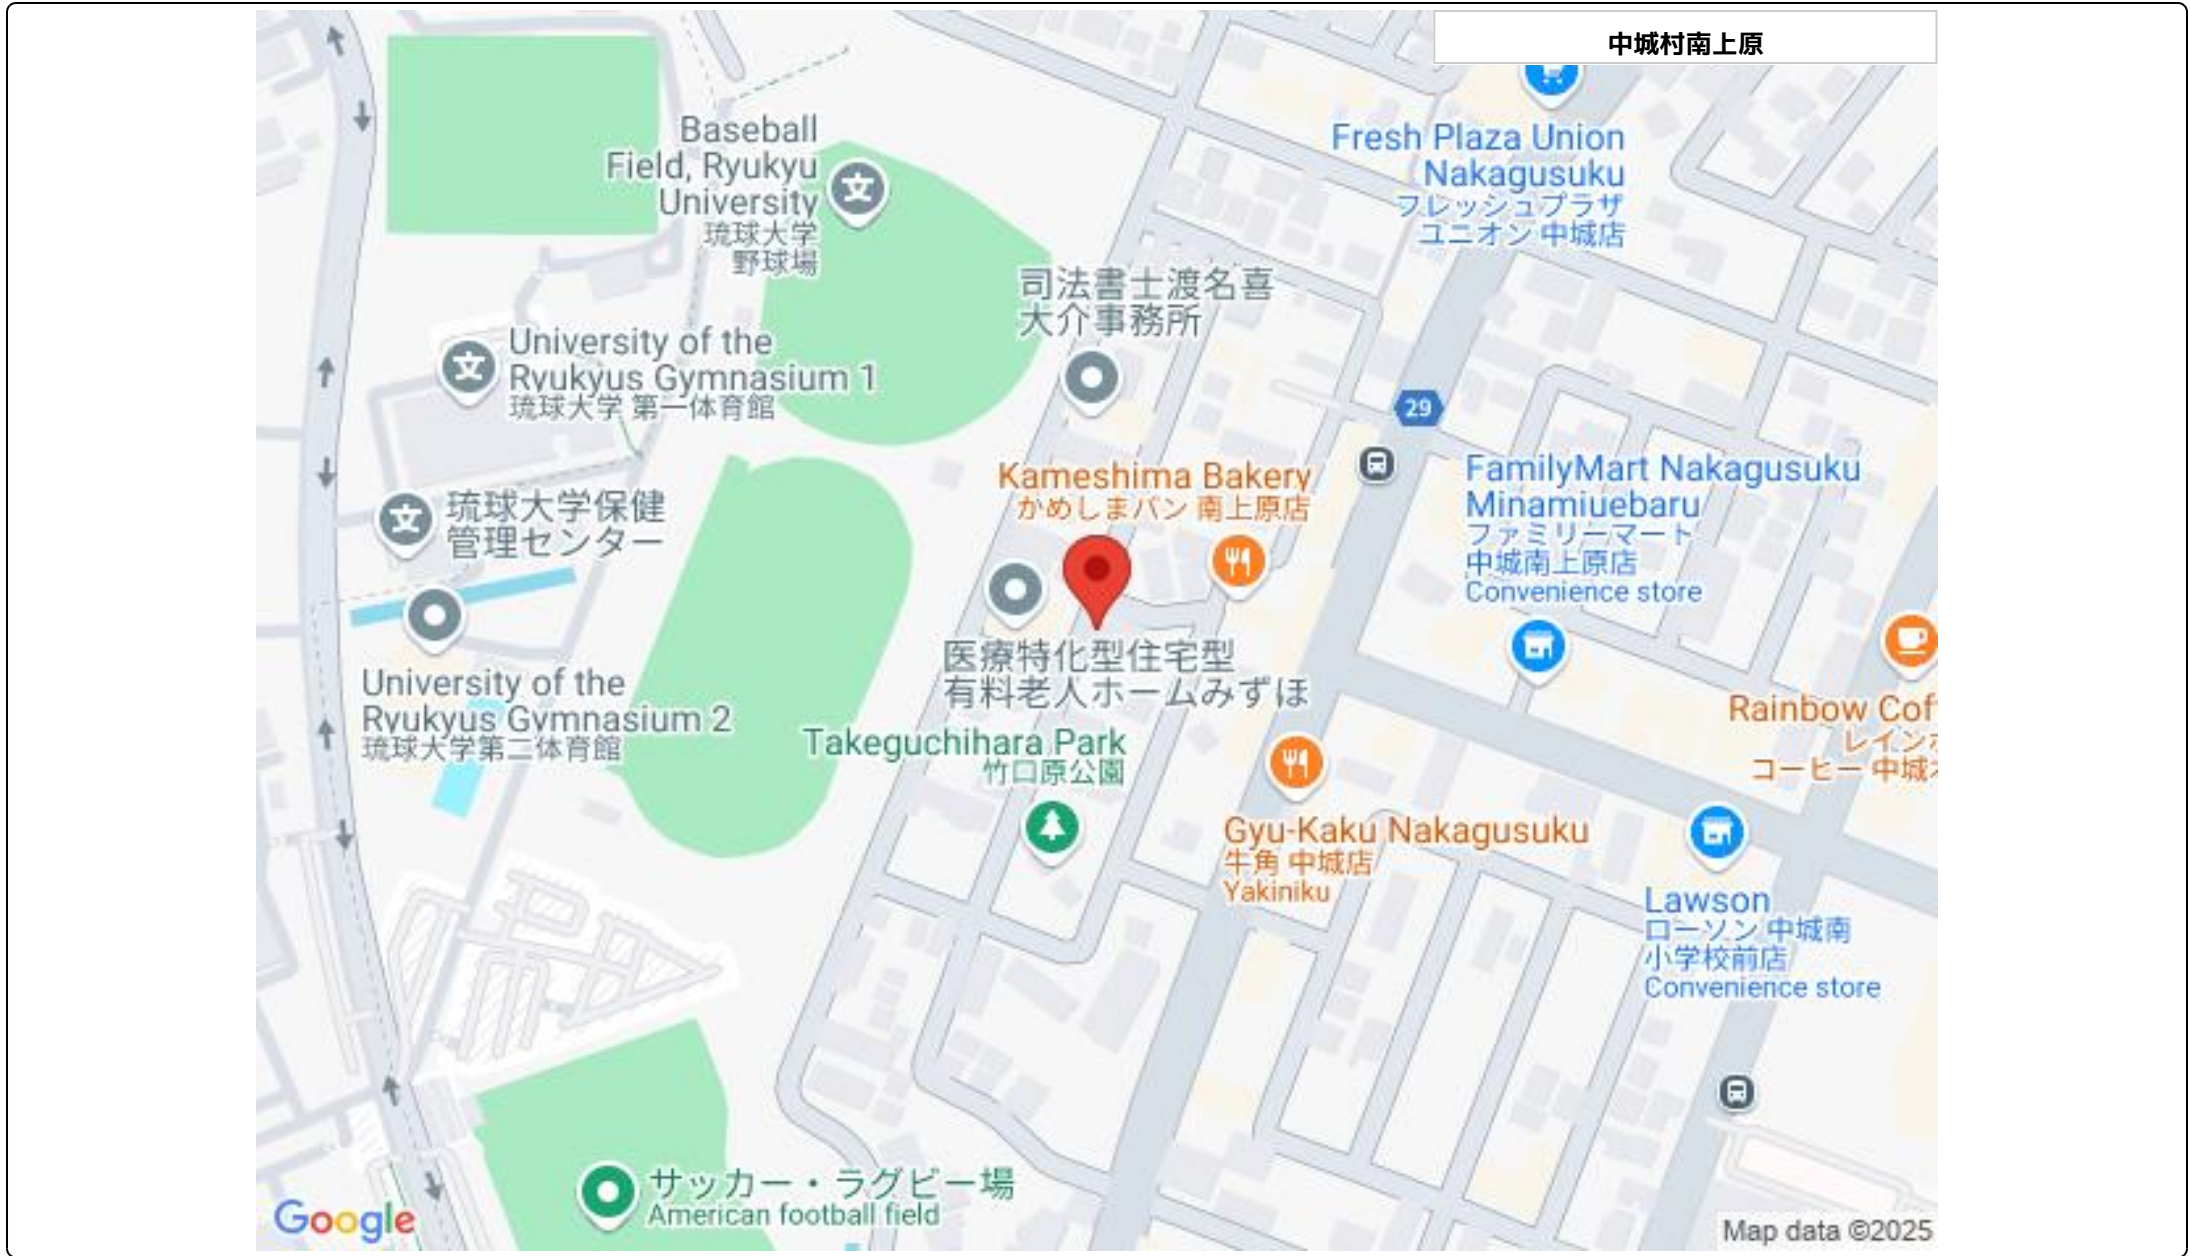 中城村南上原
Baseball
Field, Ryukyu
University
琉球大学
野球場
Fresh Plaza Union
Nakagusuku
フレッシュプラザ
ユニオン 中城店
司法書士渡名喜
大介事務所
University of the
Ryukyus Gymnasium 1
琉球大学 第一体育館
29
Kameshima Bakery
かめしまパン 南上原店
FamilyMart Nakagusuku
Minamiuebaru
ファミリーマート
中城南上原店
Convenience store
琉球大学保健
管理センター
医療特化型住宅型
有料老人ホームみずほ
University of the
Ryukyus Gymnasium 2
琉球大学第二体育館
Takeguchihara Park
竹口原公園
Rainbow Cof
レイン
コーヒー 中城
Gyu-Kaku Nakagusuku
牛角 中城店
Yakiniku
Lawson
ローソン 中城南
小学校前店
Convenience store
サッカー・ラグビー場
American football field
Google
Map data ©2025